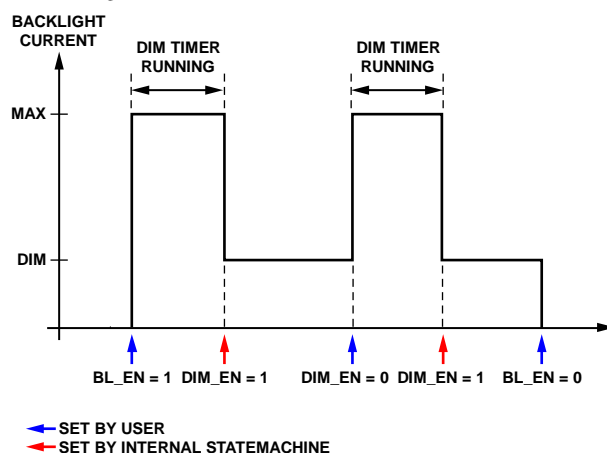 BACKLIGHT
CURRENT
DIM TIMER
RUNNING
DIM TIMER
RUNNING
MAX
DIM
BL_EN = 1
DIM_EN = 1
DIM_EN = 0
DIM_EN = 1
BL_EN = 0
SET BY USER
SET BY INTERNAL STATEMACHINE